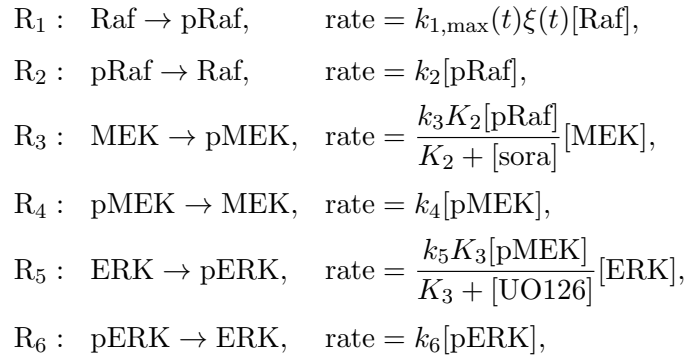 R₁ : Raf → pRaf, rate = k₁,ₘₐₓ(t)ξ(t)[Raf],
R₂ : pRaf → Raf, rate = k₂[pRaf],
R₃ : MEK → pMEK, rate = \frac{k₃K₂[pRaf]}{K₂ + [sora]}[MEK],
R₄ : pMEK → MEK, rate = k₄[pMEK],
R₅ : ERK → pERK, rate = \frac{k₅K₃[pMEK]}{K₃ + [UO126]}[ERK],
R₆ : pERK → ERK, rate = k₆[pERK],